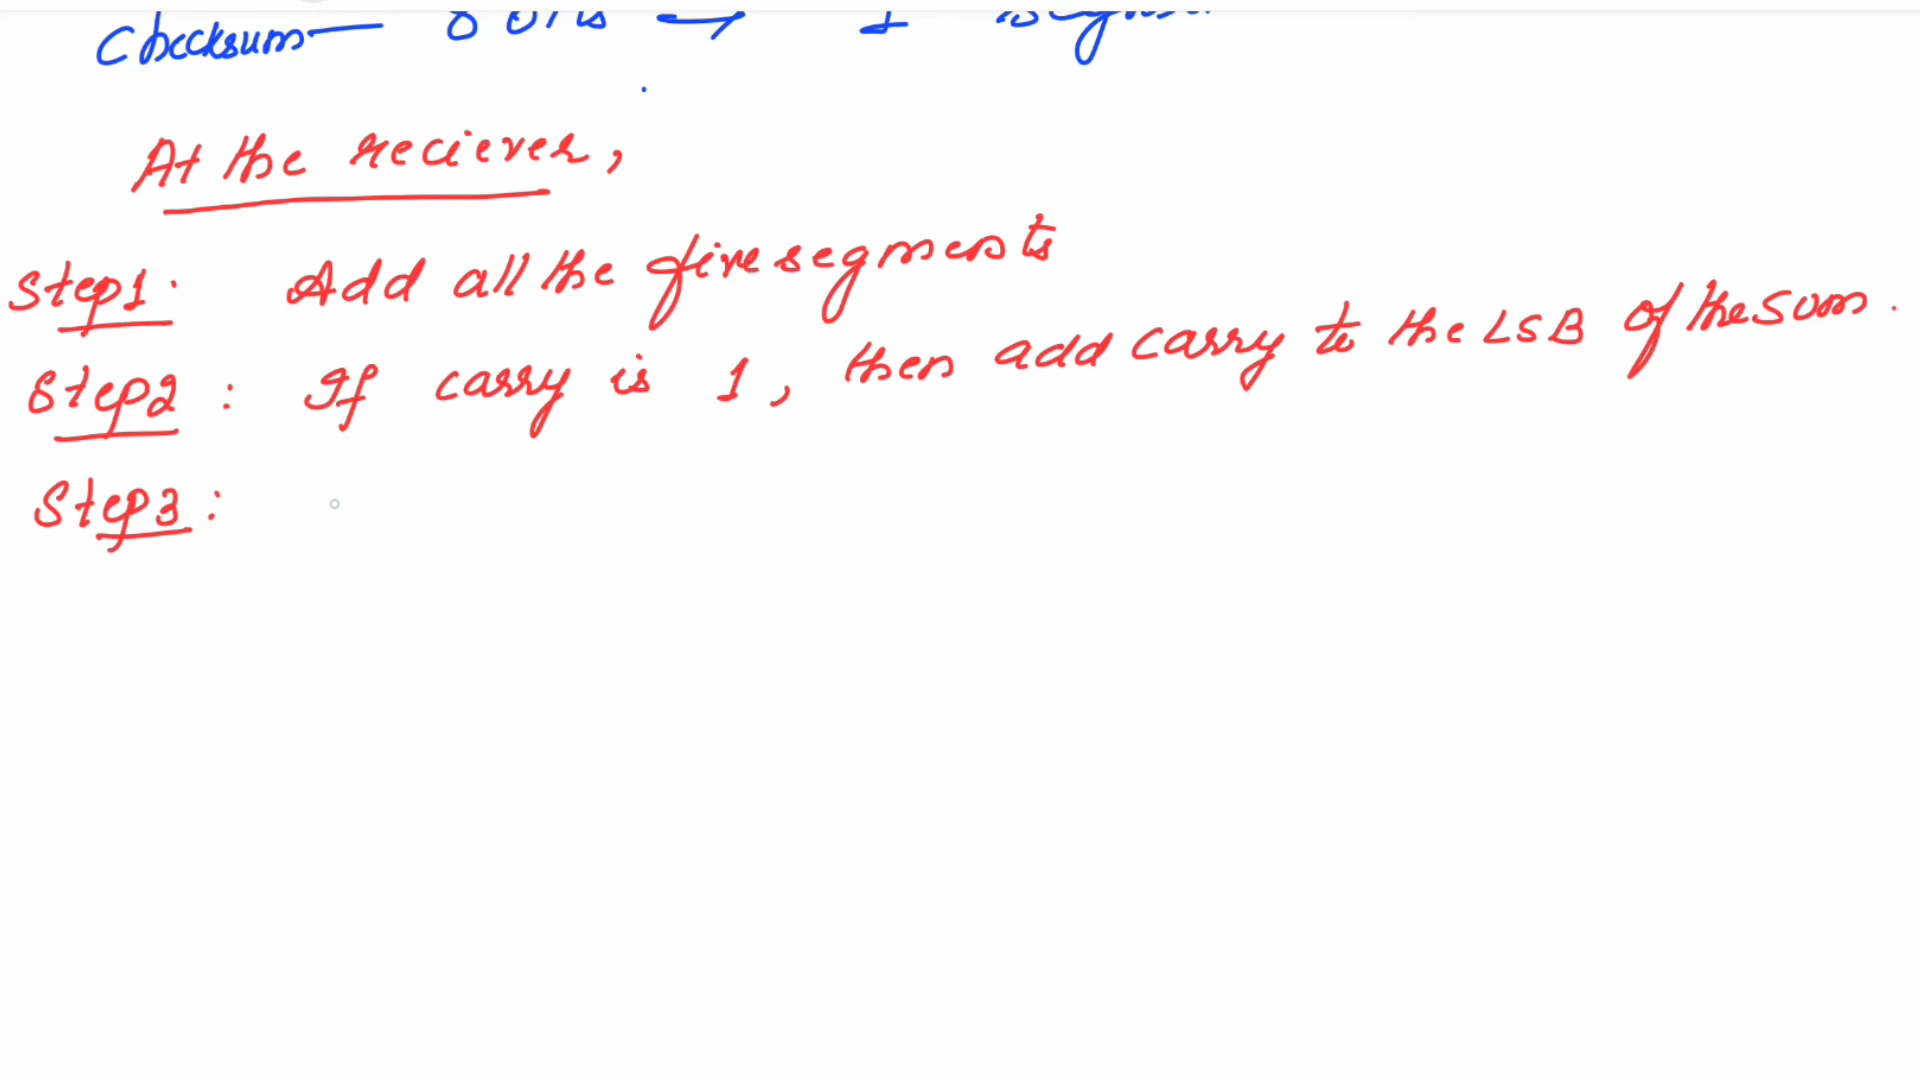 Checksum — 8 bits → 1
At the reciever,
Step1: Add all the five segments
Step2: If carry is 1, then add carry to the LSB of the sum.
Step3: